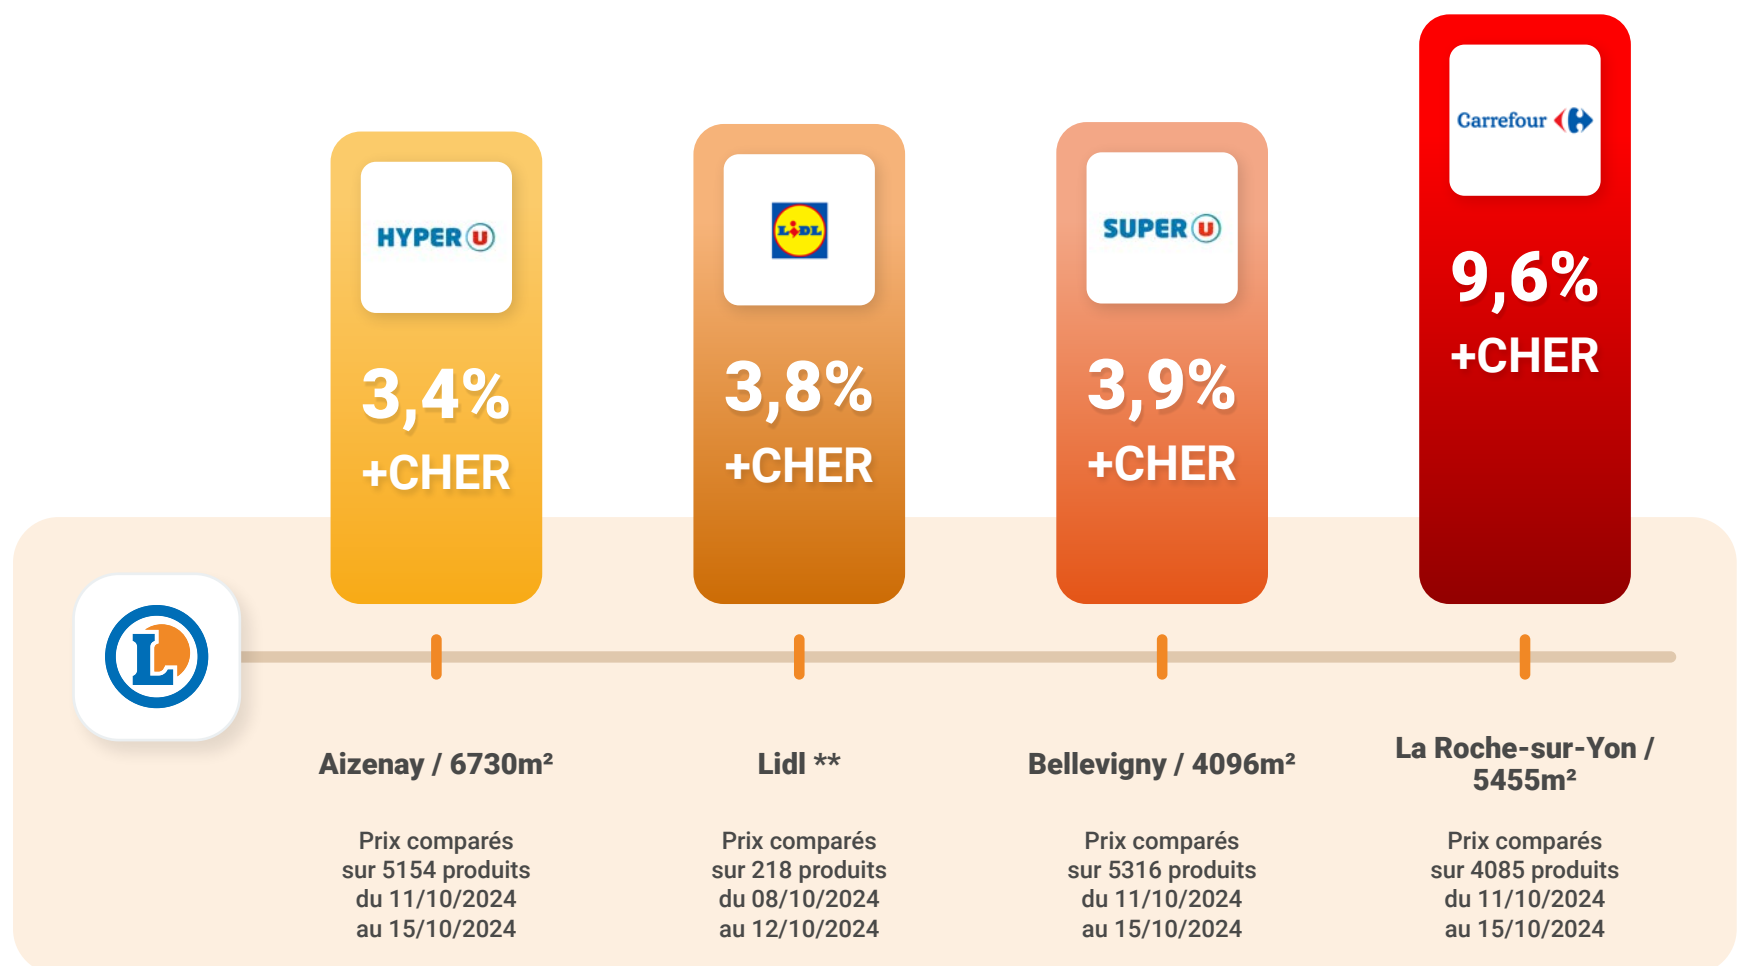 HYPER U
3,4%
+CHER
LIDL
3,8%
+CHER
SUPER U
3,9%
+CHER
Carrefour
9,6%
+CHER
L
Aizenay / 6730m²
Prix comparés
sur 5154 produits
du 11/10/2024
au 15/10/2024
Lidl **
Prix comparés
sur 218 produits
du 08/10/2024
au 12/10/2024
Bellevigny / 4096m²
Prix comparés
sur 5316 produits
du 11/10/2024
au 15/10/2024
La Roche-sur-Yon /
5455m²
Prix comparés
sur 4085 produits
du 11/10/2024
au 15/10/2024